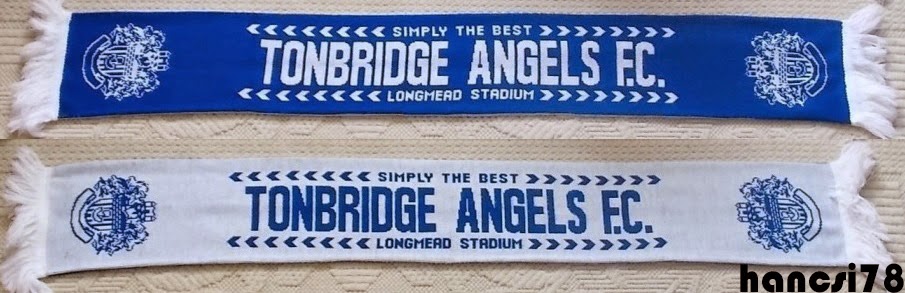 SIMPLY THE BEST
TONBRIDGE ANGELS F.C.
LONGMEAD STADIUM
SIMPLY THE BEST
TONBRIDGE ANGELS F.C.
LONGMEAD STADIUM
hancsi78